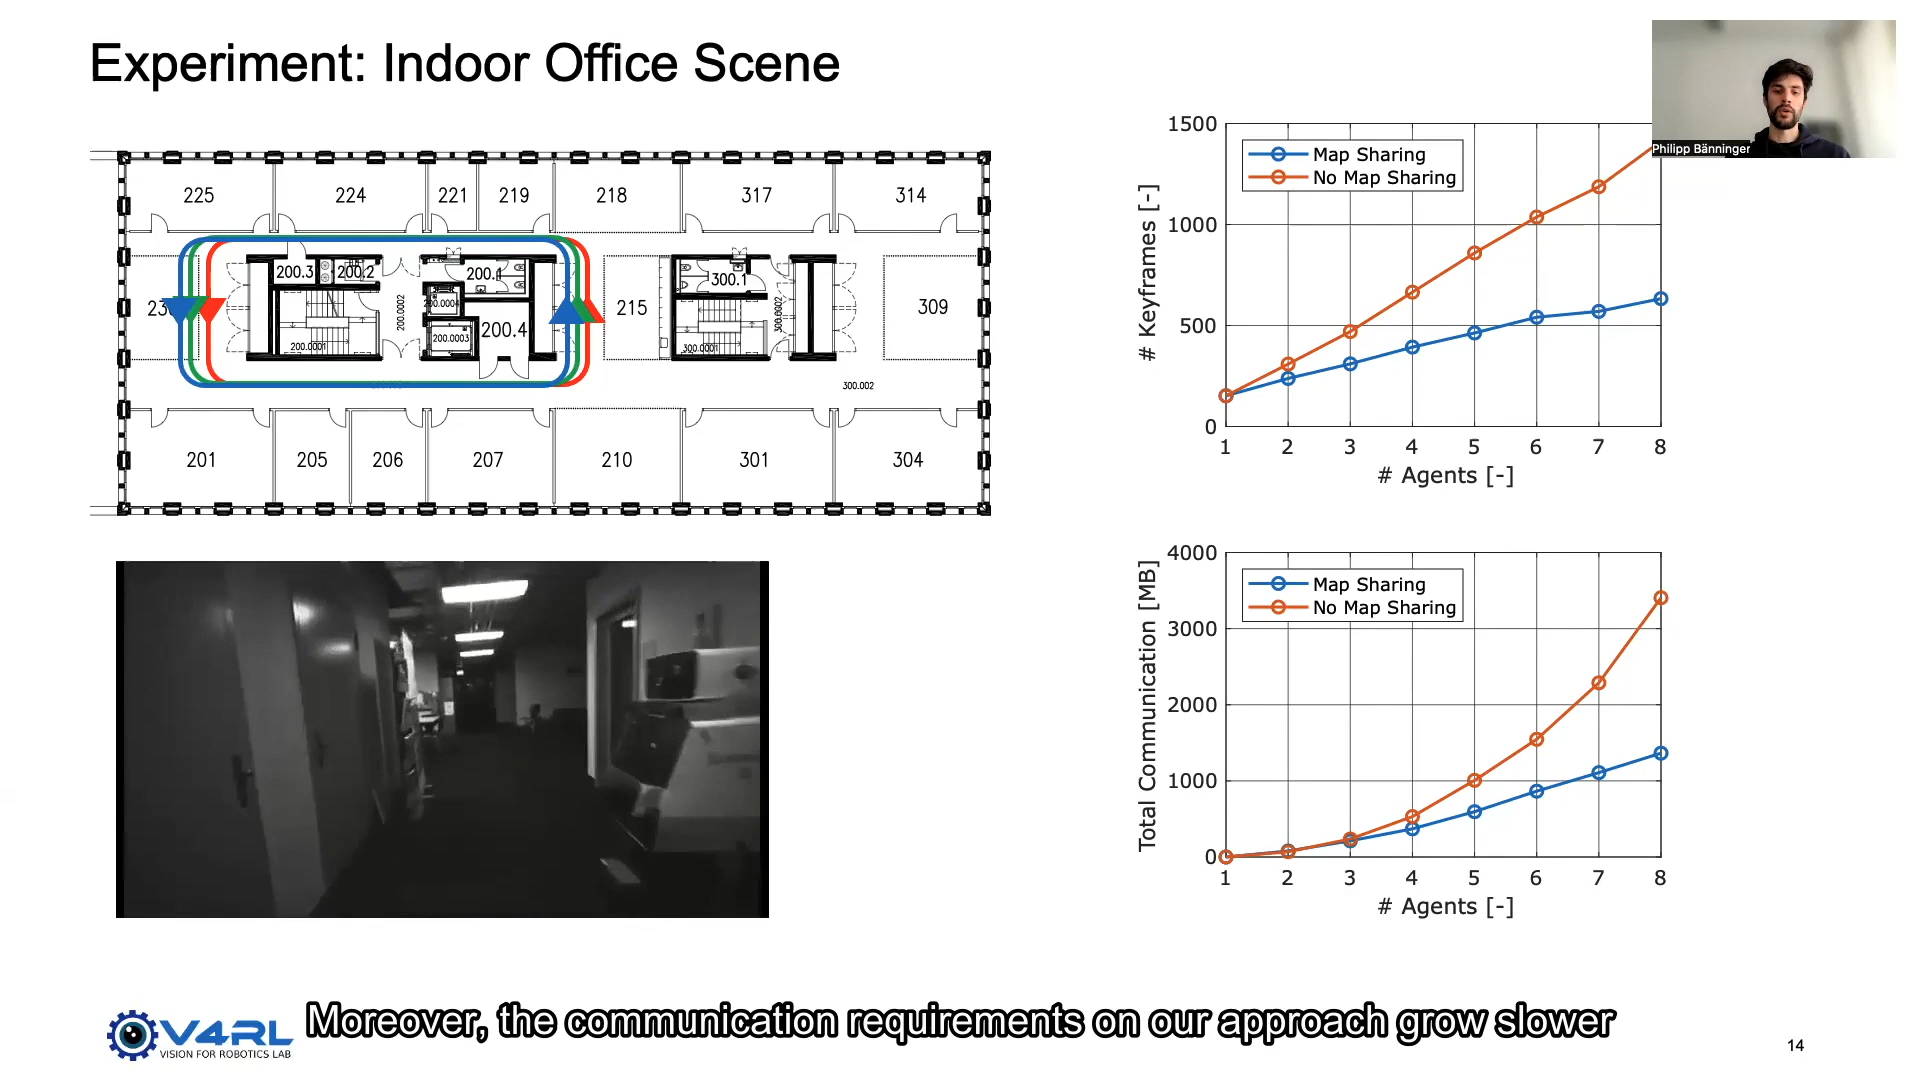 Experiment: Indoor Office Scene
Philipp Bänninger
225
224
221
219
218
317
314
200.3
200.2
200.1
300.1
200.0002
300.0002
200.4
200.0003
200.0001
300.0001
215
309
300.002
201
205
206
207
210
301
304
1500
1000
500
0
# Keyframes [-]
Map Sharing
No Map Sharing
1 2 3 4 5 6 7 8
# Agents [-]
4000
3000
2000
1000
0
Total Communication [MB]
Map Sharing
No Map Sharing
1 2 3 4 5 6 7 8
# Agents [-]
V4RL
VISION FOR ROBOTICS LAB
Moreover, the communication requirements on our approach grow slower
14